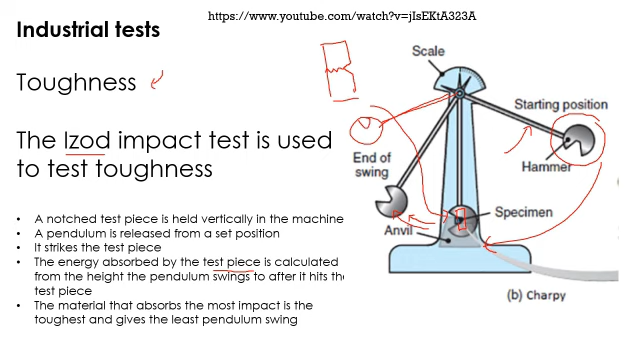 https://www.youtube.com/watch?v=jIsEKtA323A
Industrial tests
Toughness
The Izod impact test is used
to test toughness
• A notched test piece is held vertically in the machine
• A pendulum is released from a set position
• It strikes the test piece
• The energy absorbed by the test piece is calculated
from the height the pendulum swings to after it hits the
test piece
• The material that absorbs the most impact is the
toughest and gives the least pendulum swing
Scale
Starting position
Hammer
End of
swing
Specimen
Anvil
(b) Charpy